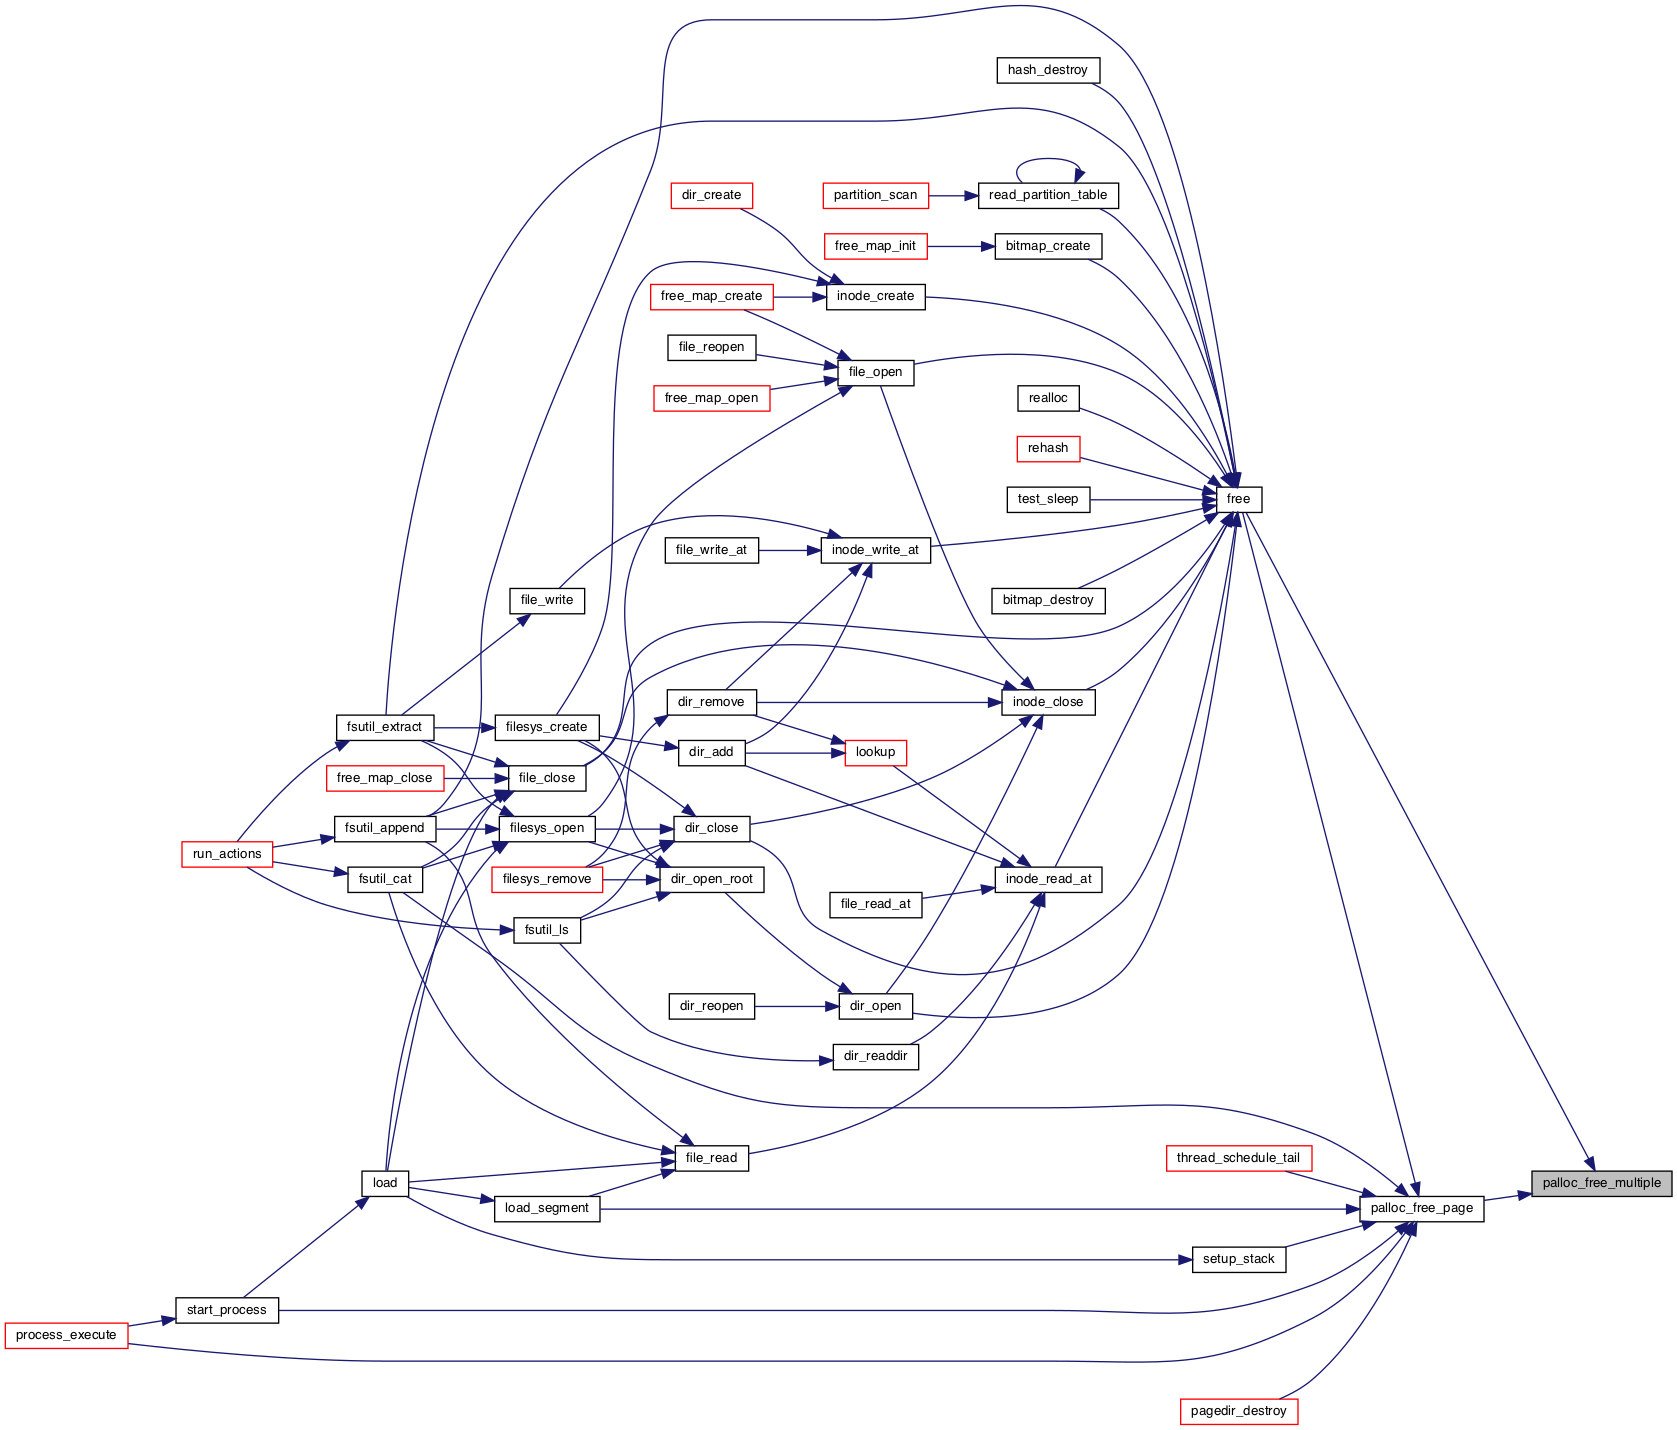 hash_destroy
partition_scan
read_partition_table
dir_create
free_map_init
bitmap_create
free_map_create
inode_create
file_reopen
file_open
free_map_open
realloc
rehash
test_sleep
free
file_write_at
inode_write_at
file_write
bitmap_destroy
dir_remove
inode_close
fsutil_extract
filesys_create
dir_add
lookup
free_map_close
file_close
fsutil_append
filesys_open
dir_close
run_actions
fsutil_cat
filesys_remove
dir_open_root
inode_read_at
file_read_at
fsutil_ls
dir_reopen
dir_open
dir_readdir
file_read
thread_schedule_tail
load
palloc_free_multiple
load_segment
palloc_free_page
setup_stack
start_process
process_execute
pagedir_destroy